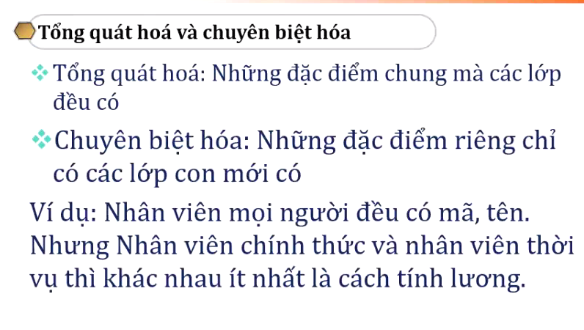 Tổng quát hoá và chuyên biệt hóa
Tổng quát hoá: Những đặc điểm chung mà các lớp
đều có
Chuyên biệt hóa: Những đặc điểm riêng chỉ
có các lớp con mới có
Ví dụ: Nhân viên mọi người đều có mã, tên.
Nhưng Nhân viên chính thức và nhân viên thời
vụ thì khác nhau ít nhất là cách tính lương.